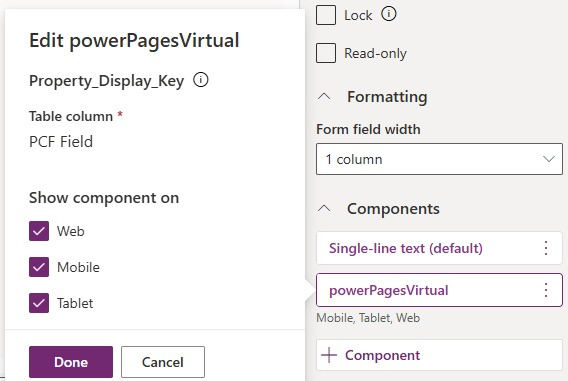 Edit powerPagesVirtual
Property_Display_Key
Table column *
PCF Field
Show component on
Web
Mobile
Tablet
Done
Cancel
Lock
Read-only
Formatting
Form field width
1 column
Components
Single-line text (default)
powerPagesVirtual
Mobile, Tablet, Web
+ Component